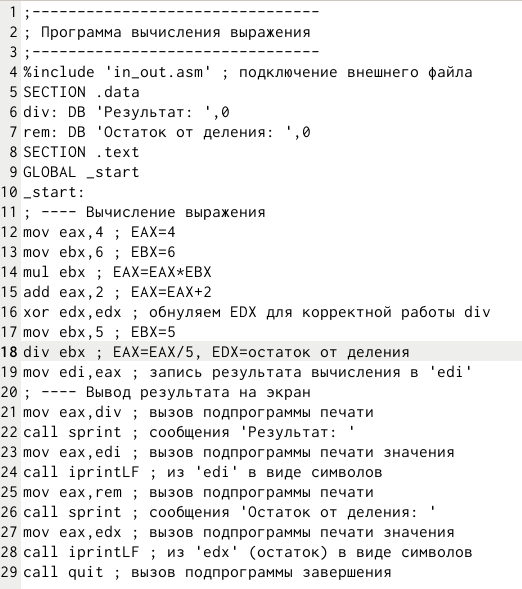 1 ;--------------------------------
2 ; Программа вычисления выражения
3 ;--------------------------------
4 %include 'in_out.asm' ; подключение внешнего файла
5 SECTION .data
6 div: DB 'Результат: ',0
7 rem: DB 'Остаток от деления: ',0
8 SECTION .text
9 GLOBAL _start
10 _start:
11 ; ---- Вычисление выражения
12 mov eax,4 ; EAX=4
13 mov ebx,6 ; EBX=6
14 mul ebx ; EAX=EAX*EBX
15 add eax,2 ; EAX=EAX+2
16 xor edx,edx ; обнуляем EDX для корректной работы div
17 mov ebx,5 ; EBX=5
18 div ebx ; EAX=EAX/5, EDX=остаток от деления
19 mov edi,eax ; запись результата вычисления в 'edi'
20 ; ---- Вывод результата на экран
21 mov eax,div ; вызов подпрограммы печати
22 call sprint ; сообщения 'Результат: '
23 mov eax,edi ; вызов подпрограммы печати значения
24 call iprintLF ; из 'edi' в виде символов
25 mov eax,rem ; вызов подпрограммы печати
26 call sprint ; сообщения 'Остаток от деления: '
27 mov eax,edx ; вызов подпрограммы печати значения
28 call iprintLF ; из 'edx' (остаток) в виде символов
29 call quit ; вызов подпрограммы завершения